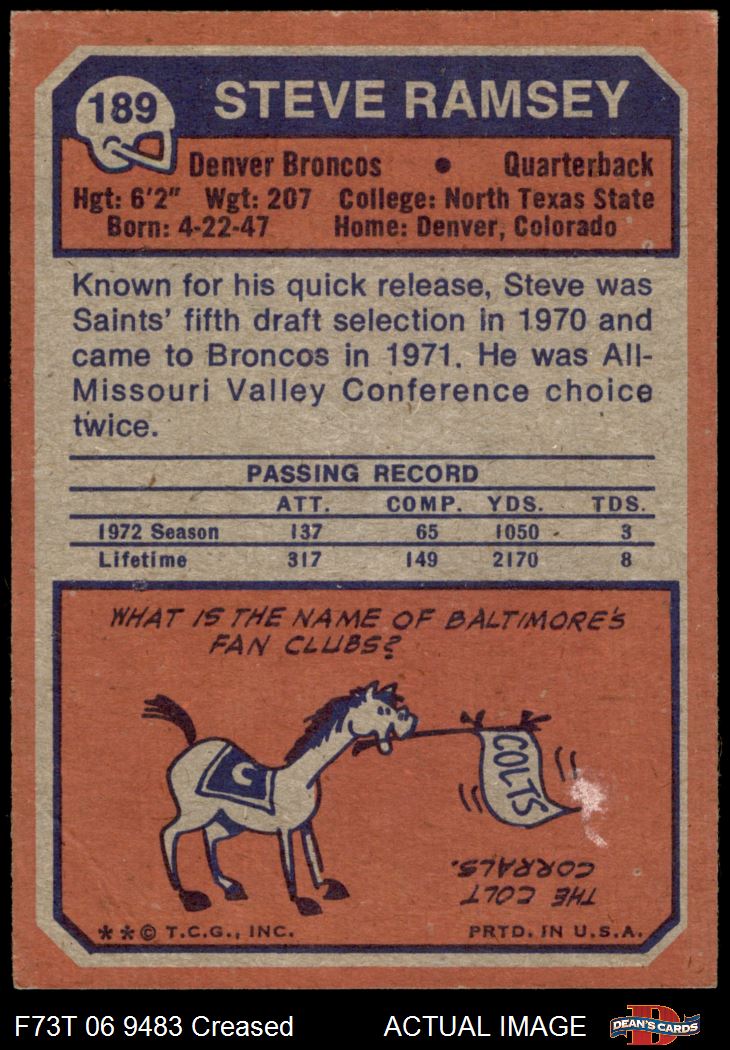 189
STEVE RAMSEY
Denver Broncos • Quarterback
Hgt: 6'2" Wgt: 207 College: North Texas State
Born: 4-22-47 Home: Denver, Colorado
Known for his quick release, Steve was
Saints' fifth draft selection in 1970 and
came to Broncos in 1971. He was All-
Missouri Valley Conference choice
twice.
PASSING RECORD
ATT. COMP. YDS. TDS.
1972 Season 137 65 1050 3
Lifetime 317 149 2170 8
WHAT IS THE NAME OF BALTIMORE'S
FAN CLUBS?
C
COLTS
THE COLT
CORRALS.
**© T.C.G., INC. PRTD. IN U.S.A.
F73T 06 9483 Creased ACTUAL IMAGE
D
DEAN'S CARDS